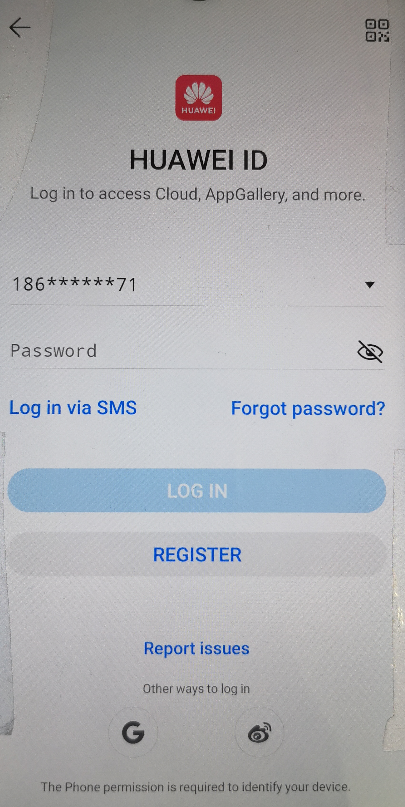 HUAWEI
HUAWEI ID
Log in to access Cloud, AppGallery, and more.
186******71
Password
Log in via SMS
Forgot password?
LOG IN
REGISTER
Report issues
Other ways to log in
G
The Phone permission is required to identify your device.